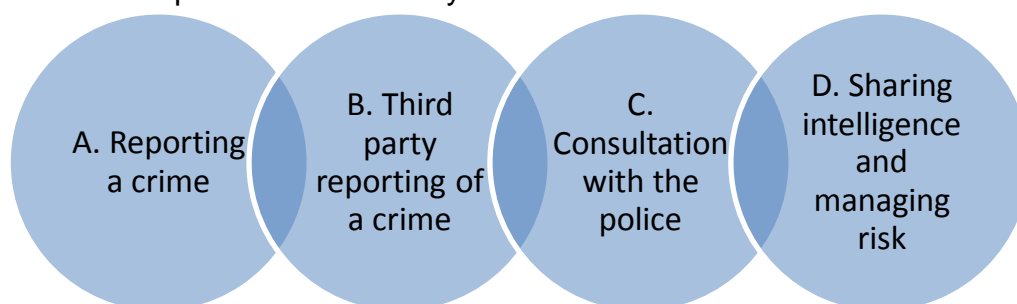 A. Reporting
a crime
B. Third
party
reporting of
a crime
C.
Consultation
with the
police
D. Sharing
intelligence
and
managing
risk